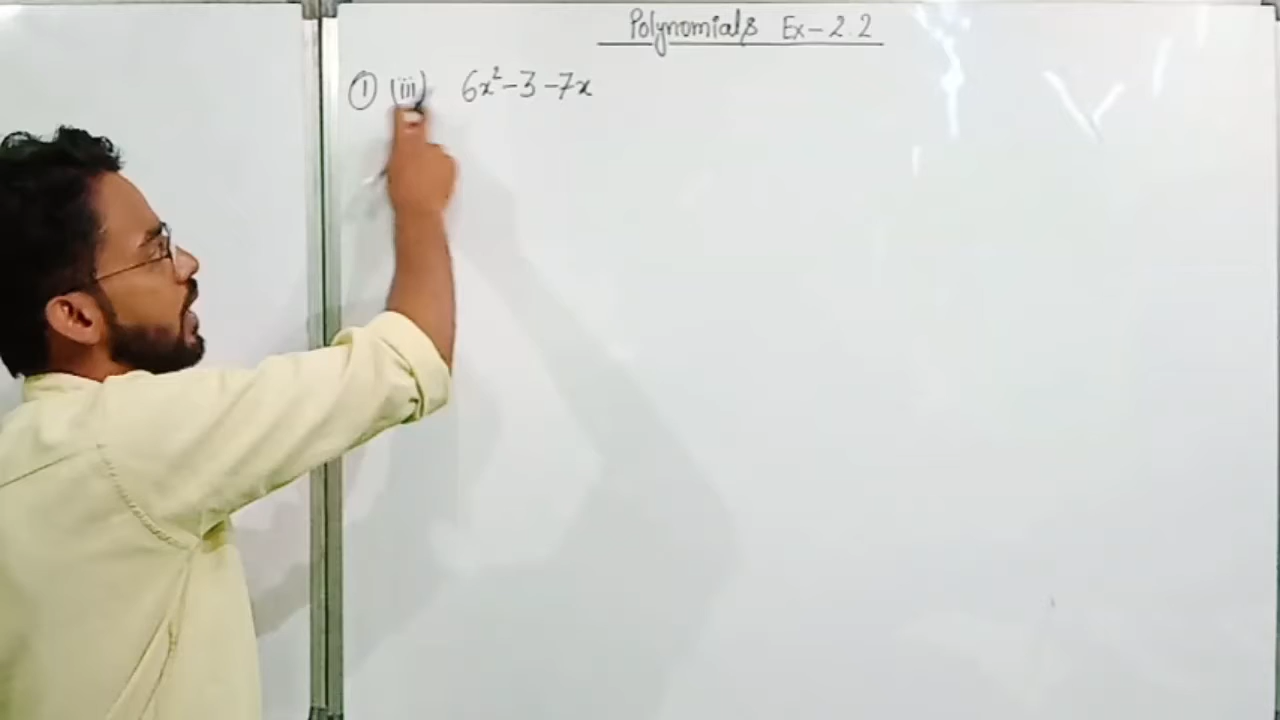 Polynomials Ex-2.2
① (iii) 6x²-3-7x